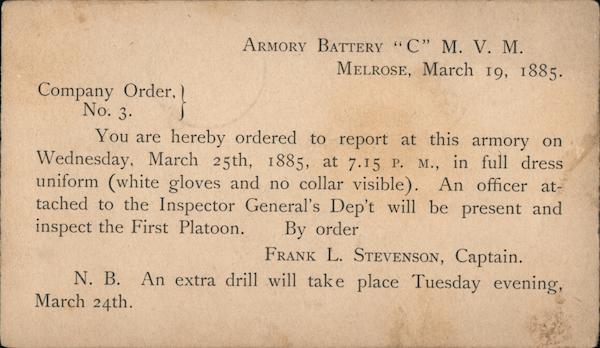 ARMORY BATTERY “C” M. V. M.
MELROSE, March 19, 1885.
Company Order, }
No. 3.
You are hereby ordered to report at this armory on
Wednesday, March 25th, 1885, at 7.15 P. M., in full dress
uniform (white gloves and no collar visible). An officer at-
tached to the Inspector General's Dep't will be present and
inspect the First Platoon. By order
FRANK L. STEVENSON, Captain.
N. B. An extra drill will take place Tuesday evening,
March 24th.